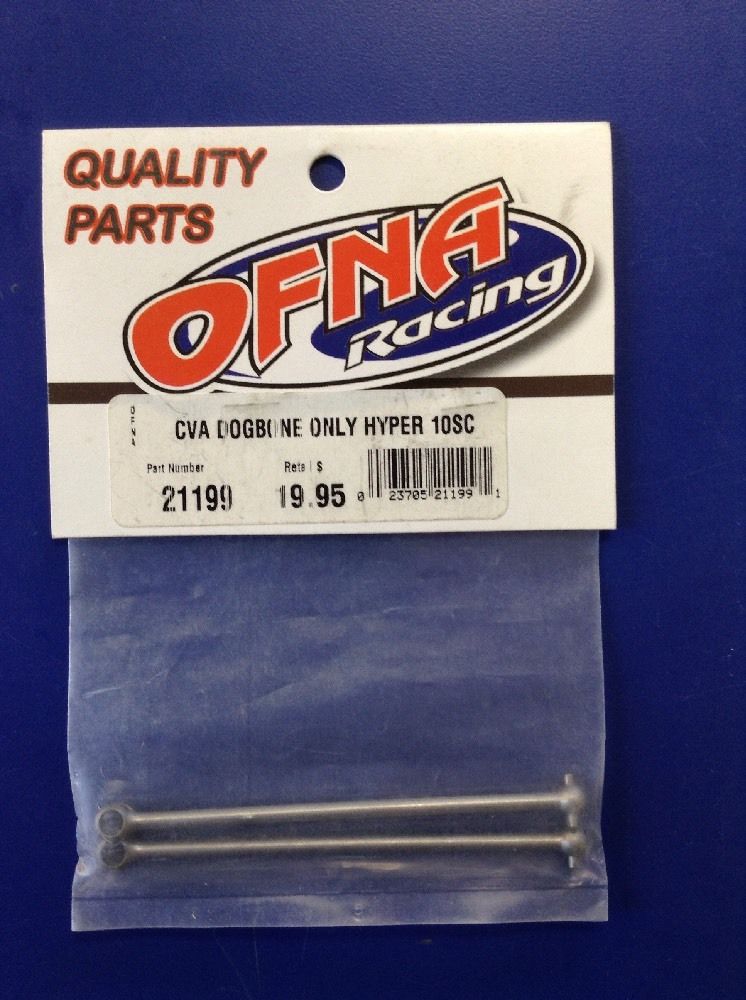 QUALITY
PARTS
OFNA
Racing
OFNA
CVA DOGBONE ONLY HYPER 10SC
Part Number
Retail $
21199
19.95
0 23705 21199 1